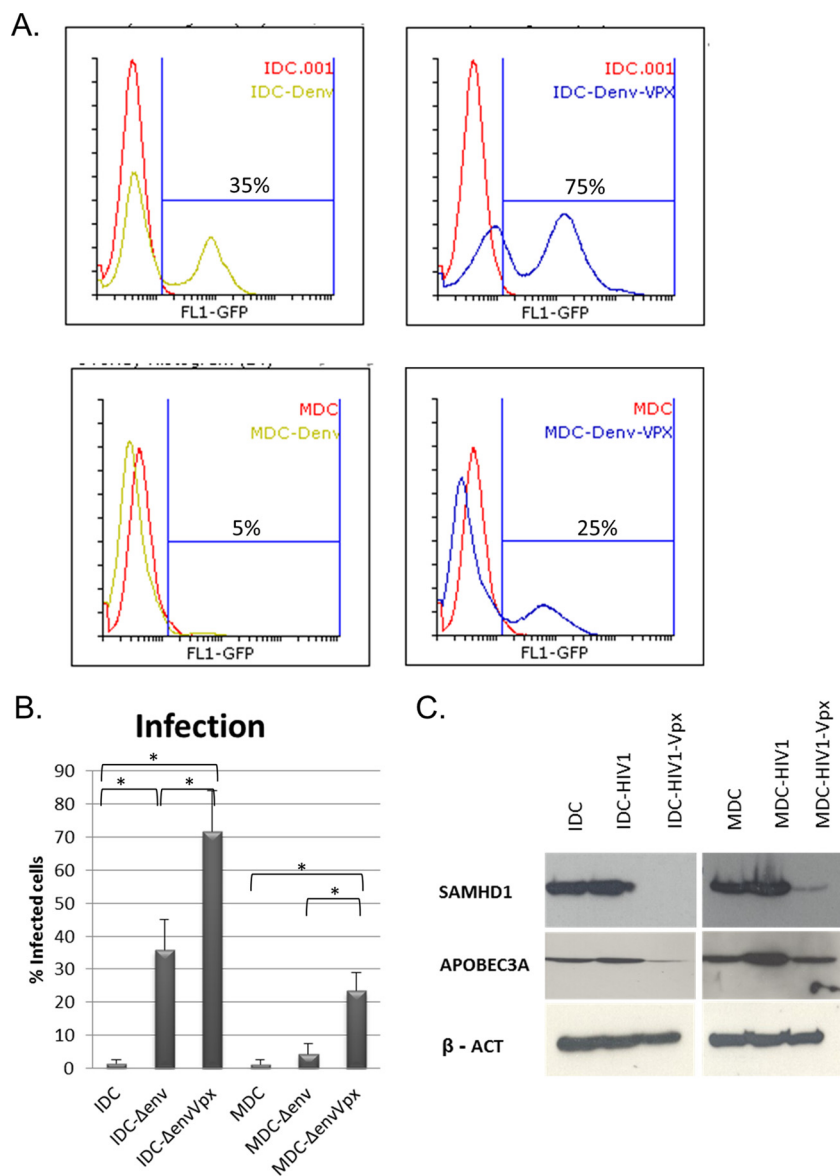 A.
IDC.001
IDC-Denv
35%
FL1-GFP
IDC.001
IDC-Denv-VPX
75%
FL1-GFP
MDC
MDC-Denv
5%
FL1-GFP
MDC
MDC-Denv-VPX
25%
FL1-GFP
B.
Infection
% Infected cells
90
80
70
60
50
40
30
20
10
0
*
*
*
*
*
IDC
IDC-Δenv
IDC-ΔenvVpx
MDC
MDC-Δenv
MDC-ΔenvVpx
C.
IDC
IDC-HIV1
IDC-HIV1-Vpx
MDC
MDC-HIV1
MDC-HIV1-Vpx
SAMHD1
APOBEC3A
β - ACT